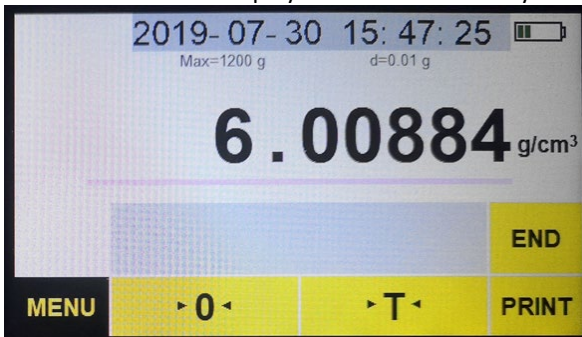 2019-07-30 15:47:25
Max=1200 g d=0.01 g
6.00884 g/cm³
END
MENU ▸0◂ ▸T◂ PRINT